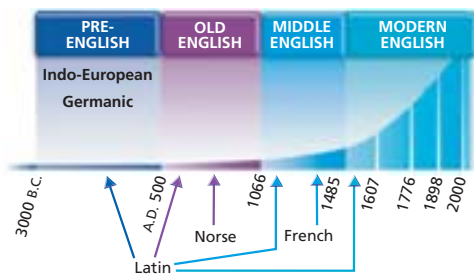 PRE-
ENGLISH
OLD
ENGLISH
MIDDLE
ENGLISH
MODERN
ENGLISH
Indo-European
Germanic
3000 B.C.
A.D. 500
1066
1485
1607
1776
1898
2000
Norse
French
Latin